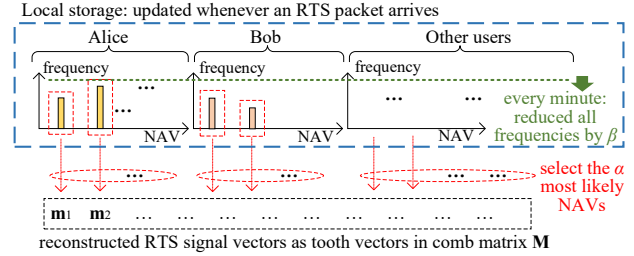 Local storage: updated whenever an RTS packet arrives
Alice
Bob
Other users
frequency
frequency
frequency
...
...
...
...
every minute:
reduced all
frequencies
by β
NAV
NAV
NAV
...
...
... ...
select the α
most likely
NAVs
m1 m2 ... ... ... ... ... ... ... ... ...
reconstructed RTS signal vectors as tooth vectors in comb matrix M